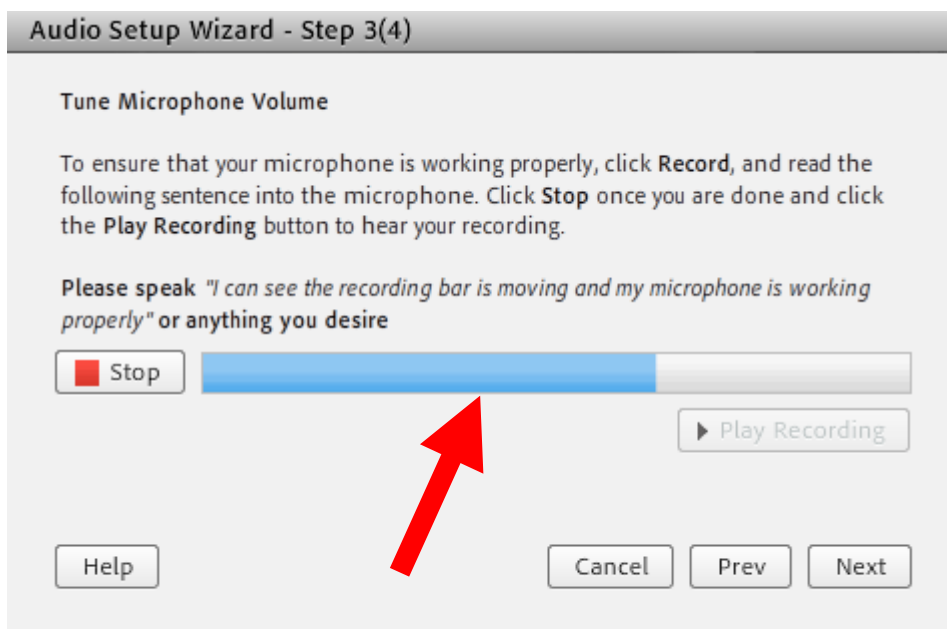 Audio Setup Wizard - Step 3(4)
Tune Microphone Volume
To ensure that your microphone is working properly, click Record, and read the
following sentence into the microphone. Click Stop once you are done and click
the Play Recording button to hear your recording.
Please speak "I can see the recording bar is moving and my microphone is working
properly" or anything you desire
Stop
Play Recording
Help Cancel Prev Next